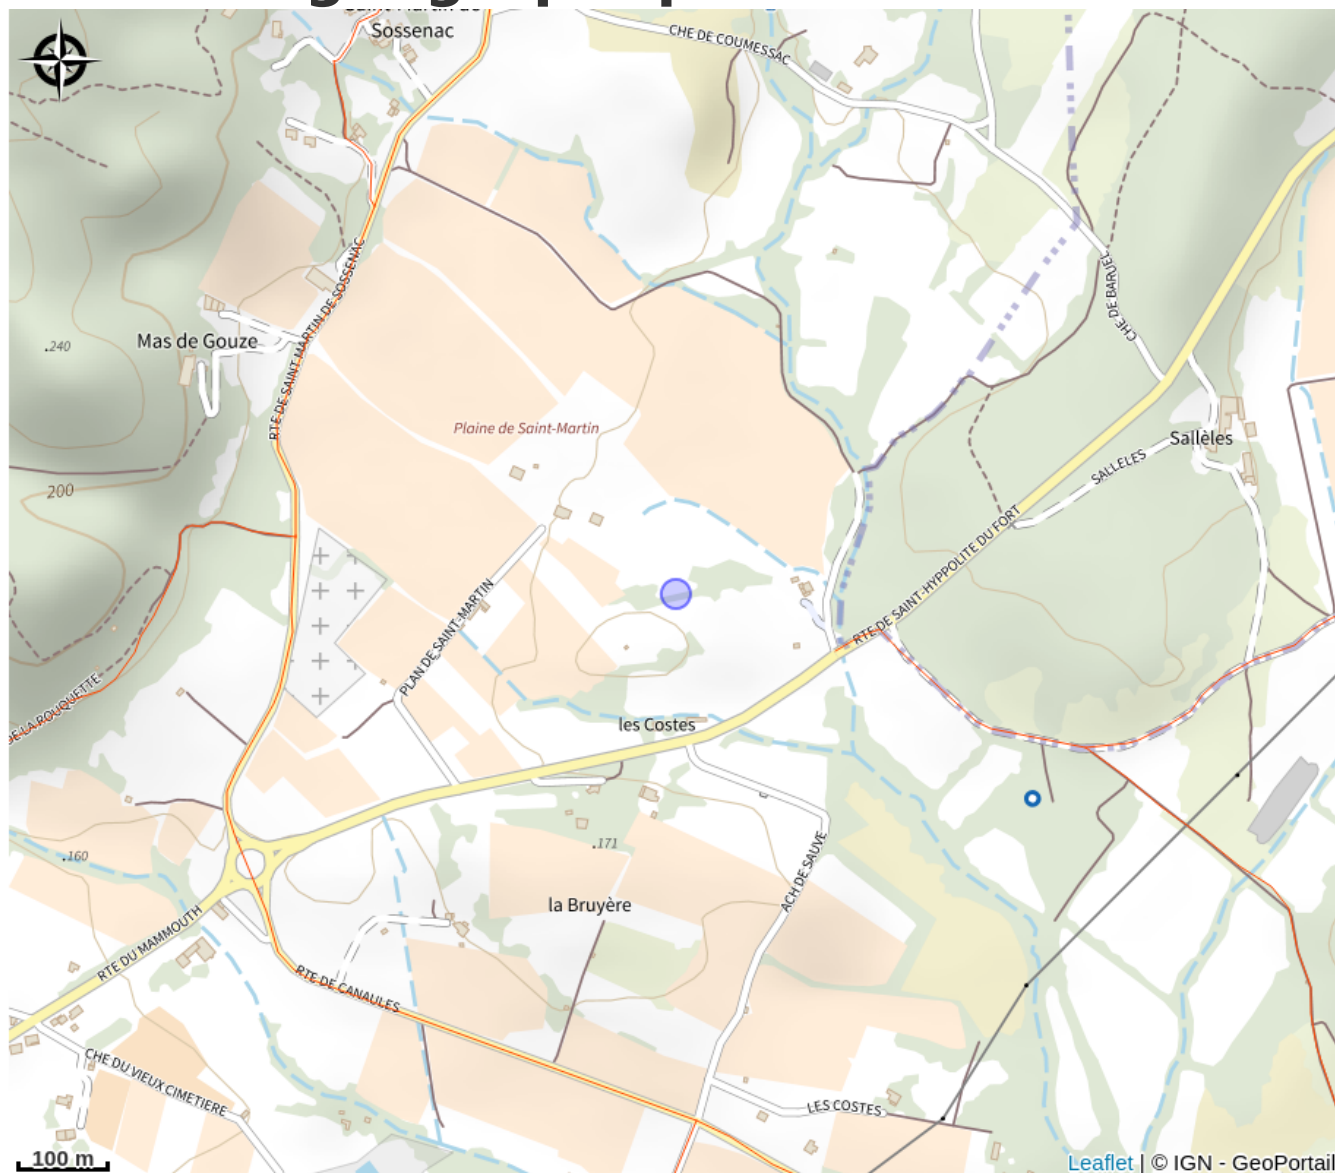 Sossenac
CHE DE COUMESSAC
RTE DE SAINT MARTIN DE SOSSENAC
CHE DE BARUEL
.240
Mas de Gouze
Plaine de Saint-Martin
Sallèles
SALLÈLES
200
RTE DE SAINT-HYPPOLITE DU FORT
PLAN DE SAINT-MARTIN
DE LA ROUQUETTE
les Costes
.160
.171
ACH DE SAUVE
la Bruyère
RTE DU MAMMOUTH
RTE DE CANAULES
CHE DU VIEUX CIMETIERE
LES COSTES
100 m
Leaflet | © IGN - GeoPortail